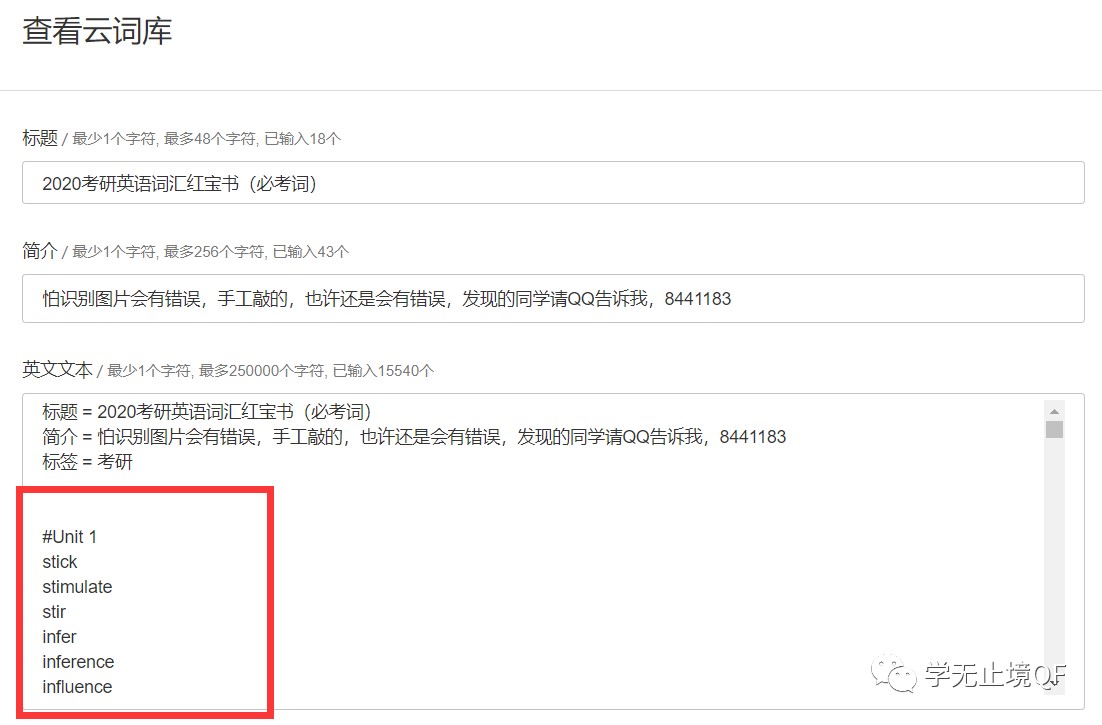 查看云词库
标题 / 最少1个字符, 最多48个字符, 已输入18个
2020考研英语词汇红宝书（必考词）
简介 / 最少1个字符, 最多256个字符, 已输入43个
怕识别图片会有错误，手工敲的，也许还是会有错误，发现的同学请QQ告诉我，8441183
英文文本 / 最少1个字符, 最多250000个字符, 已输入15540个
标题 = 2020考研英语词汇红宝书（必考词）
简介 = 怕识别图片会有错误，手工敲的，也许还是会有错误，发现的同学请QQ告诉我，8441183
标签 = 考研
#Unit 1
stick
stimulate
stir
infer
inference
influence
学无止境QF